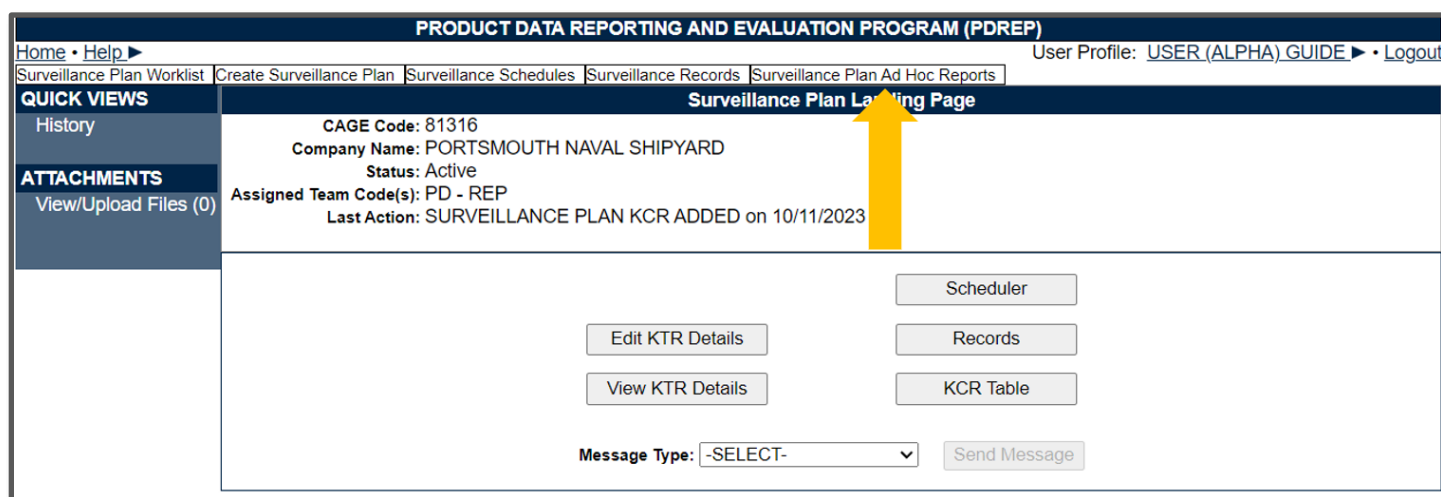 PRODUCT DATA REPORTING AND EVALUATION PROGRAM (PDREP)
Home • Help ▶ User Profile: USER (ALPHA) GUIDE ▶ • Logout
Surveillance Plan Worklist Create Surveillance Plan Surveillance Schedules Surveillance Records Surveillance Plan Ad Hoc Reports
QUICK VIEWS
History
ATTACHMENTS
View/Upload Files (0)
Surveillance Plan Landing Page
CAGE Code: 81316
Company Name: PORTSMOUTH NAVAL SHIPYARD
Status: Active
Assigned Team Code(s): PD - REP
Last Action: SURVEILLANCE PLAN KCR ADDED on 10/11/2023
Scheduler
Edit KTR Details Records
View KTR Details KCR Table
Message Type: -SELECT- Send Message